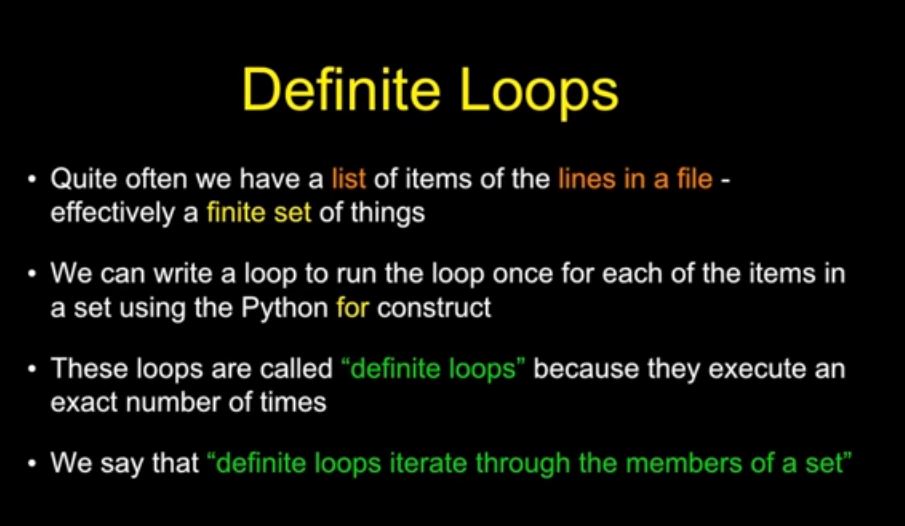 Definite Loops
• Quite often we have a list of items of the lines in a file -
effectively a finite set of things
• We can write a loop to run the loop once for each of the items in
a set using the Python for construct
• These loops are called “definite loops” because they execute an
exact number of times
• We say that “definite loops iterate through the members of a set”